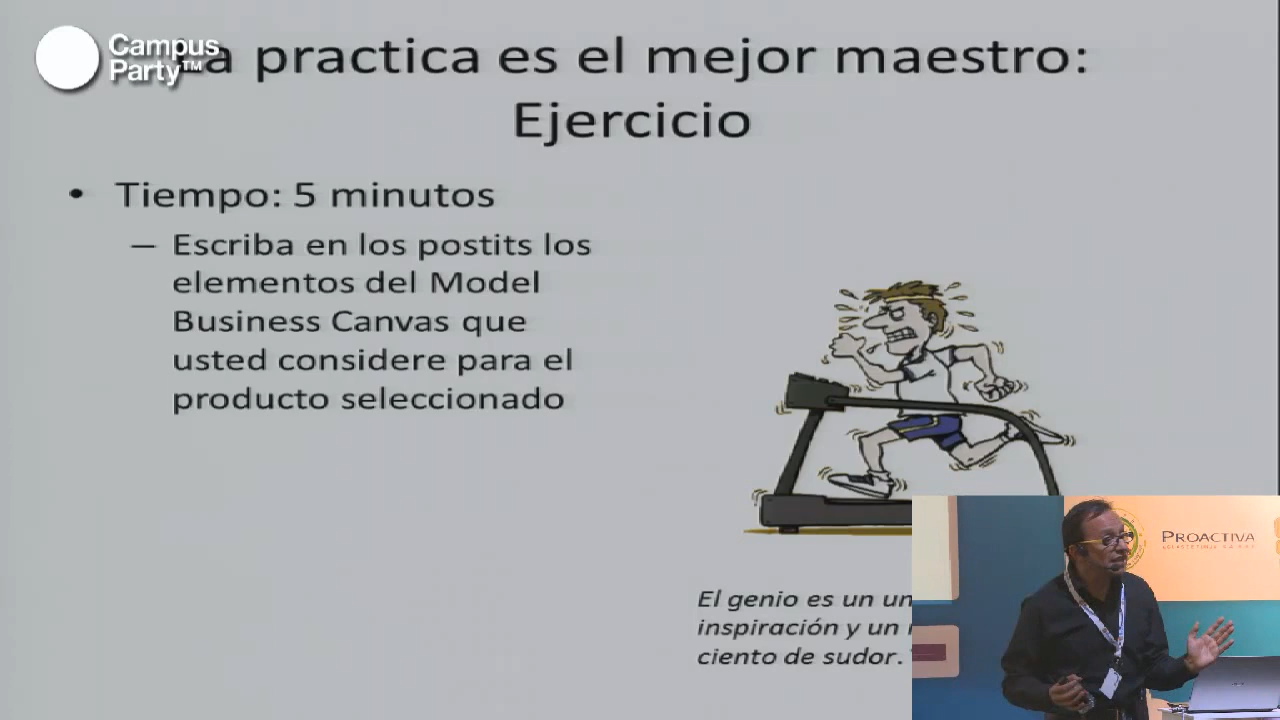 Campus
Party™
La practica es el mejor maestro:
Ejercicio
• Tiempo: 5 minutos
– Escriba en los postits los
elementos del Model
Business Canvas que
usted considere para el
producto seleccionado
El genio es un un
inspiración y un
ciento de sudor.
PROACTIVA